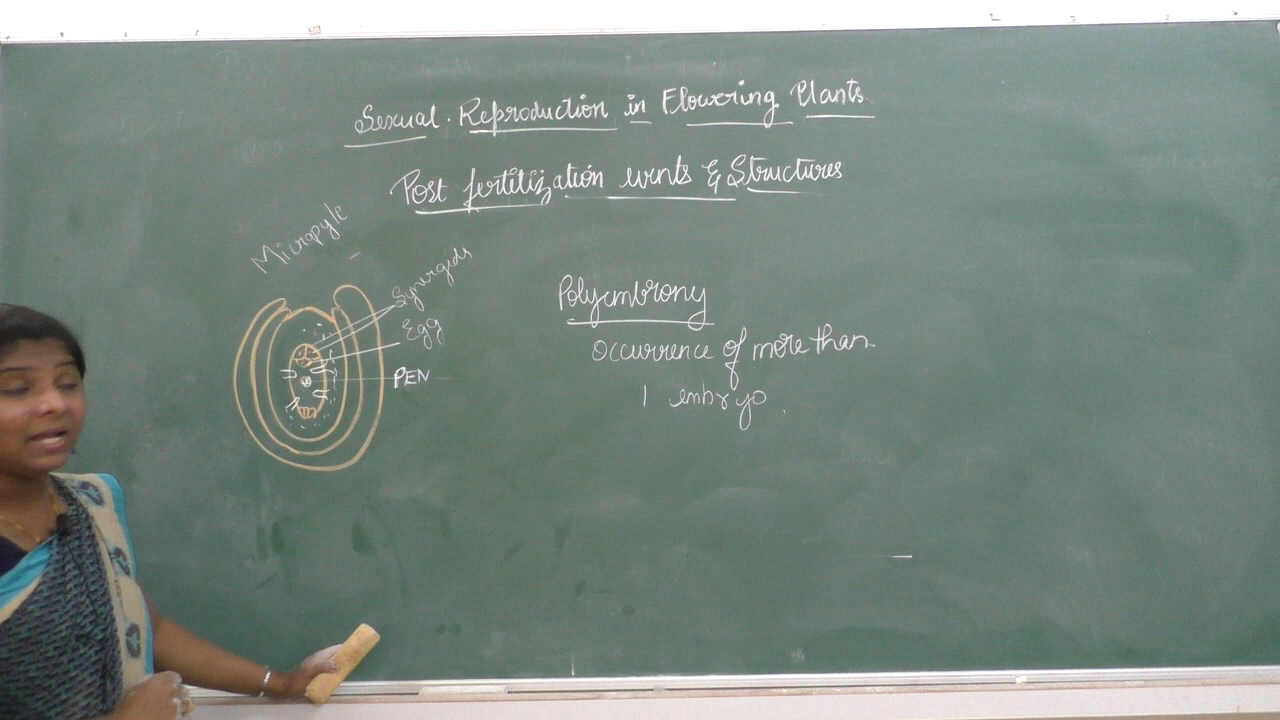 Sexual Reproduction in Flowering Plants
Post fertilization events & Structures
Micropyle
Synergids
Egg
PEN
Polyembrony
Occurrence of more than
1 embryo.